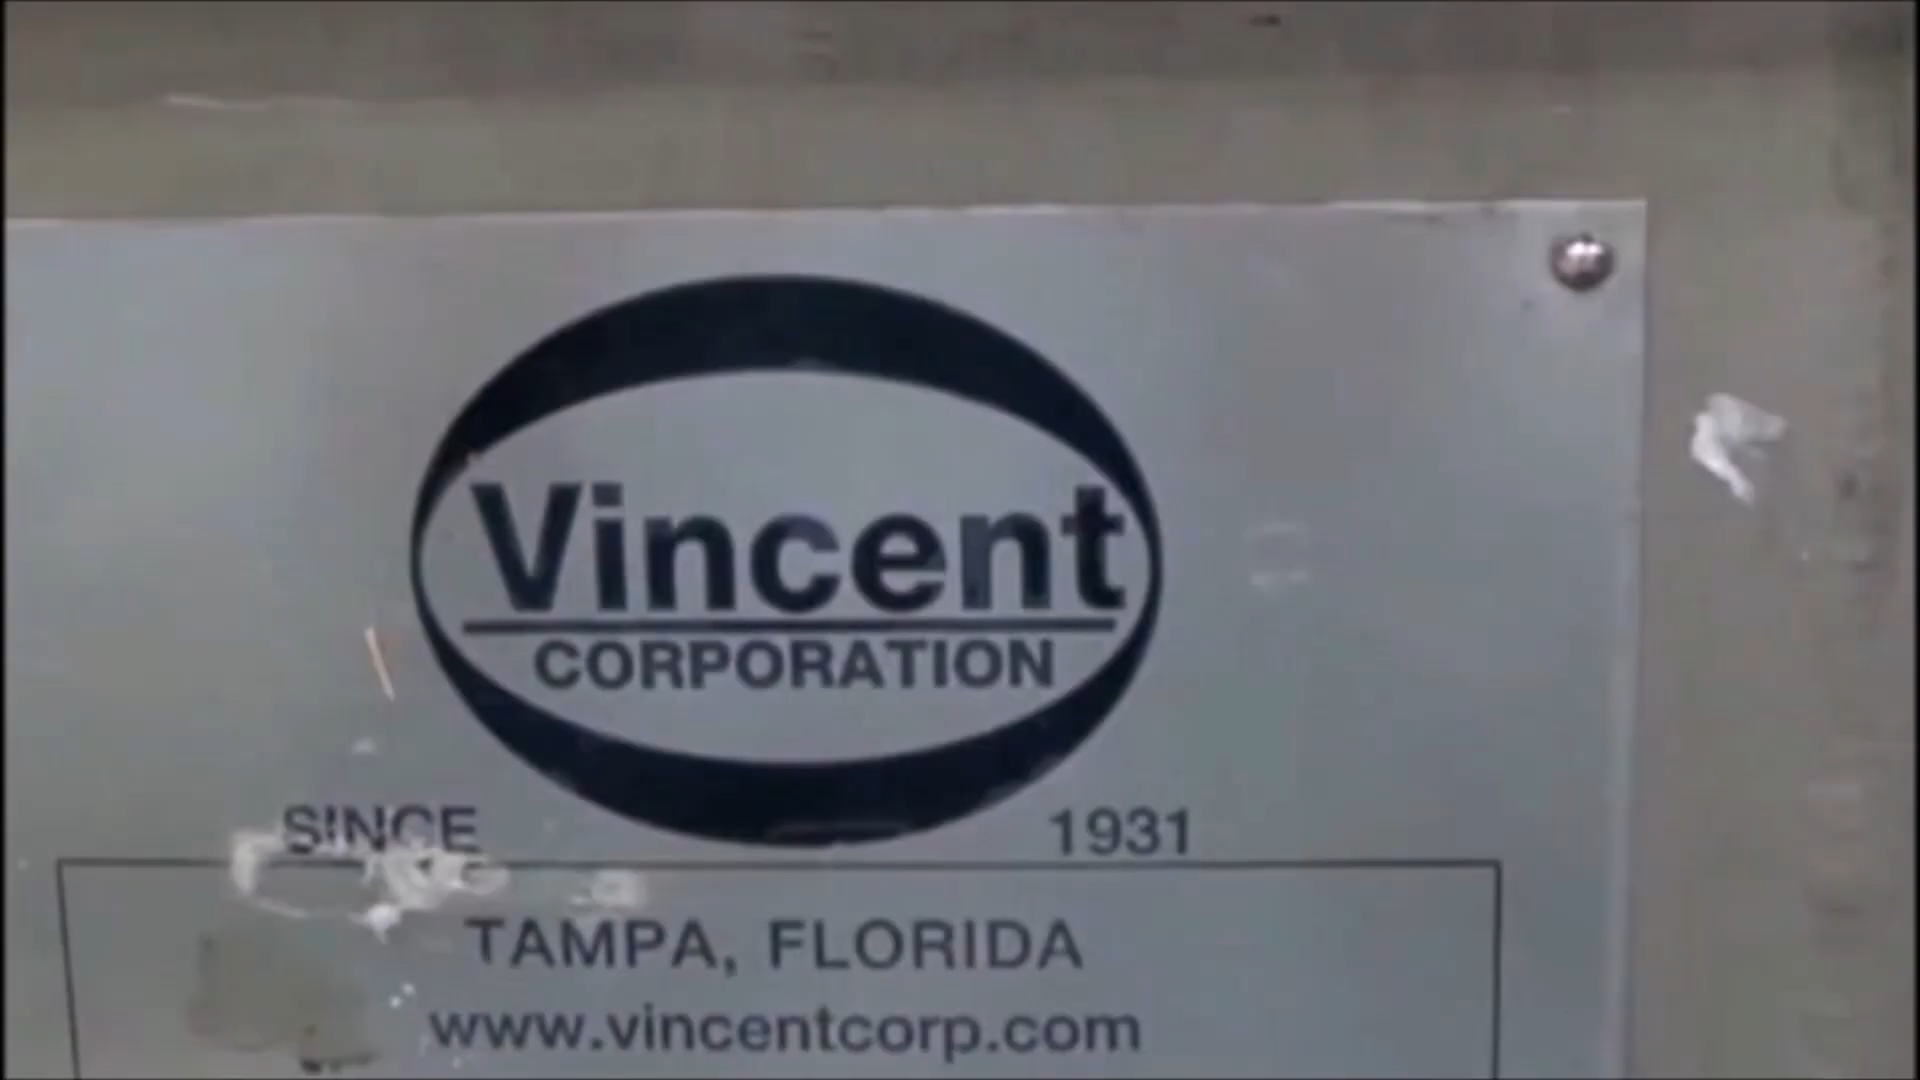 Vincent
CORPORATION
SINCE 1931
TAMPA, FLORIDA
www.vincentcorp.com